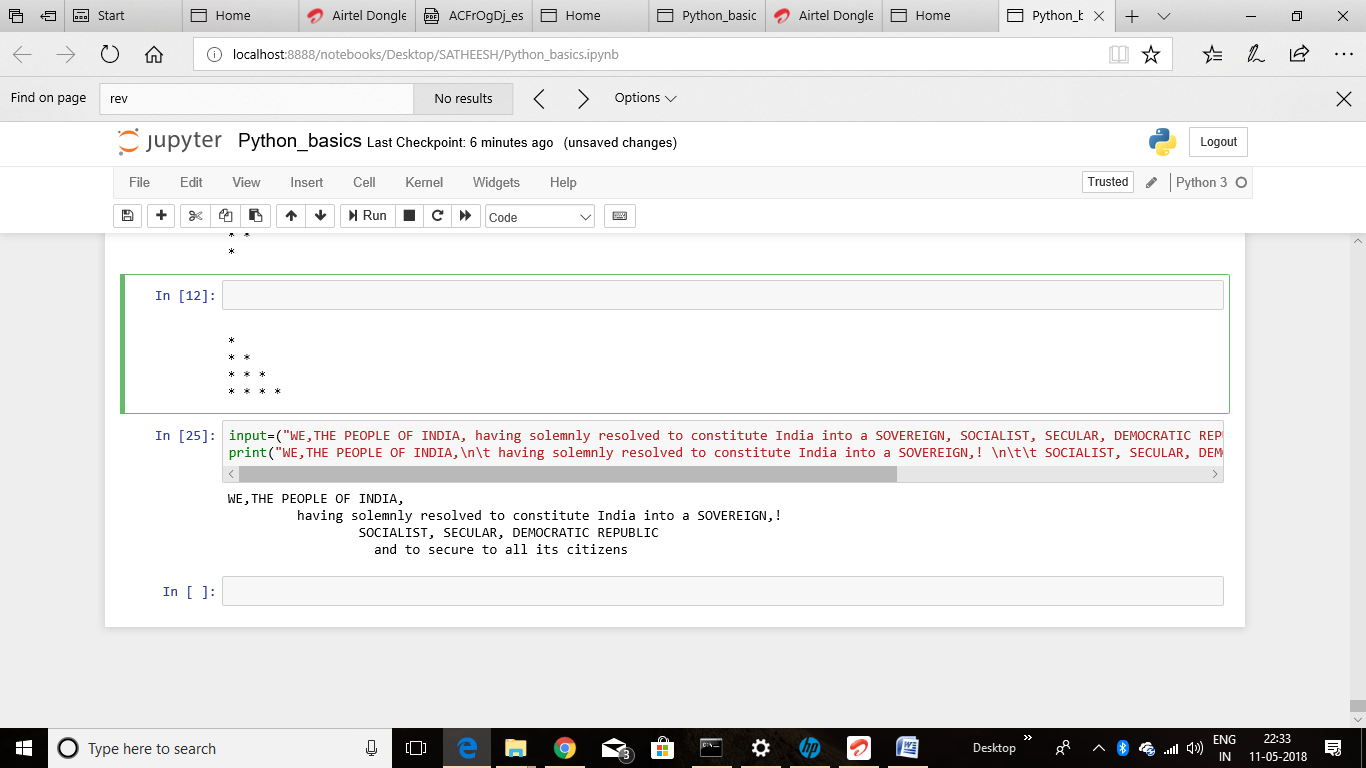 Start Home Airtel Dongle ACFrOgDj_es Home Python_basic Airtel Dongle Home Python_b
localhost:8888/notebooks/Desktop/SATHEESH/Python_basics.ipynb
Find on page rev No results Options
jupyter Python_basics Last Checkpoint: 6 minutes ago (unsaved changes) Logout
File Edit View Insert Cell Kernel Widgets Help Trusted Python 3
Run Code
* *
*
In [12]:
*
* *
* * *
* * * *
In [25]: input=("WE,THE PEOPLE OF INDIA, having solemnly resolved to constitute India into a SOVEREIGN, SOCIALIST, SECULAR, DEMOCRATIC REPU
print("WE,THE PEOPLE OF INDIA,\n\t having solemnly resolved to constitute India into a SOVEREIGN,! \n\t\t SOCIALIST, SECULAR, DEM
WE,THE PEOPLE OF INDIA,
having solemnly resolved to constitute India into a SOVEREIGN,!
SOCIALIST, SECULAR, DEMOCRATIC REPUBLIC
and to secure to all its citizens
In [ ]:
Type here to search 3 Desktop ENG 22:33
IN 11-05-2018